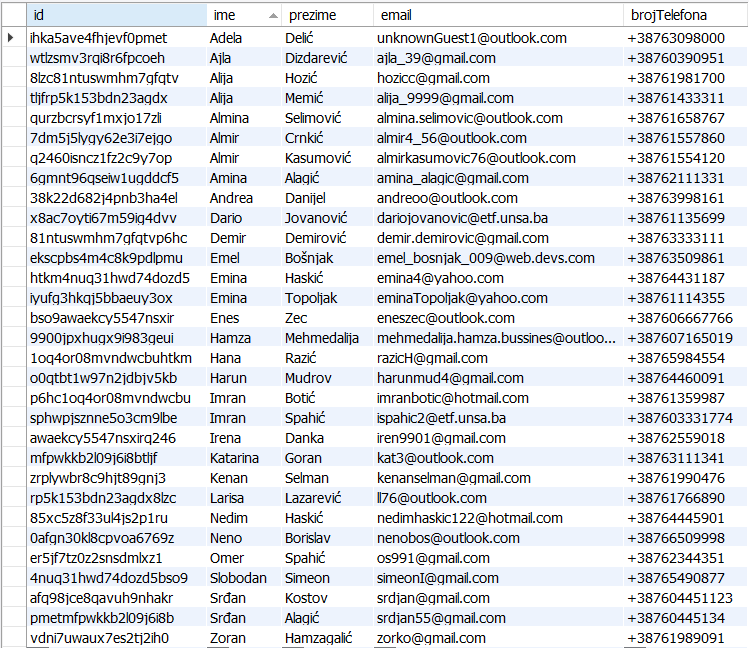 id ime prezime email brojTelefona
ihka5ave4fhjevf0pmet Adela Delić unknownGuest1@outlook.com +38763098000
wtlzsmv3rqi8r6fpcoeh Ajla Dizdarević ajla_39@gmail.com +38760390951
8lzc81ntuswmhm7gfqtv Alija Hozić hozicc@gmail.com +38761981700
tljfrp5k153bdn23agdx Alija Memić alija_9999@gmail.com +38761433311
qurzbcrsyf1mxjo17zli Almina Selimović almina.selimovic@outlook.com +38761658767
7dm5j5lygy62e3i7ejgo Almir Crnkić almir4_56@outlook.com +38761557860
q2460isncz1fz2c9y7op Almir Kasumović almirkasumovic76@outlook.com +38761554120
6gmnt96qseiw1ugddcf5 Amina Alagić amina_alagic@gmail.com +38762111331
38k22d682j4pnb3ha4el Andrea Danijel andreoo@outlook.com +38763998161
x8ac7oyti67m59ig4dvv Dario Jovanović dariojovanovic@etf.unsa.ba +38761135699
81ntuswmhm7gfqtvp6hc Demir Demirović demir.demirovic@gmail.com +38763333111
ekscpbs4m4c8k9pdlpmu Emel Bošnjak emel_bosnjak_009@web.devs.com +38763509861
htkm4nuq31hwd74dozd5 Emina Haskić emina4@yahoo.com +38764431187
iyufg3hkqj5bbaeuy3ox Emina Topoljak eminaTopoljak@yahoo.com +38761114355
bso9awaekcy5547nsxir Enes Zec eneszec@outlook.com +387606667766
9900jpxhugx9i983geui Hamza Mehmedalija mehmedalija.hamza.bussines@outloo... +387607165019
1oq4or08mvndwcbuhtkm Hana Razić razicH@gmail.com +38765984554
o0qtbt1w97n2jdbjv5kb Harun Mudrov harunmud4@gmail.com +38764460091
p6hc1oq4or08mvndwcbu Imran Botić imranbotic@hotmail.com +38761359987
sphwpjsznne5o3cm9lbe Imran Spahić ispahic2@etf.unsa.ba +387603331774
awaekcy5547nsxirq246 Irena Danka iren9901@gmail.com +38762559018
mfpwkkb2l09j6i8btljf Katarina Goran kat3@outlook.com +38763111341
zrplywbr8c9hjt89gnj3 Kenan Selman kenanselman@gmail.com +38761990476
rp5k153bdn23agdx8lzc Larisa Lazarević ll76@outlook.com +38761766890
85xc5z8f33ul4js2p1ru Nedim Haskić nedimhaskic122@hotmail.com +38764445901
0afgn30kl8cpvoa6769z Neno Borislav nenobos@outlook.com +38766509998
er5jf7tz0z2snsdmlxz1 Omer Spahić os991@gmail.com +38762344351
4nuq31hwd74dozd5bso9 Slobodan Simeon simeonI@gmail.com +38765490877
afq98jce8qavuh9nhakr Srđan Kostov srdjan@gmail.com +387604451123
pmetmfpwkkb2l09j6i8b Srđan Alagić srdjan55@gmail.com +38760445134
vdni7uwaux7es2tj2ih0 Zoran Hamzagalić zorko@gmail.com +38761989091